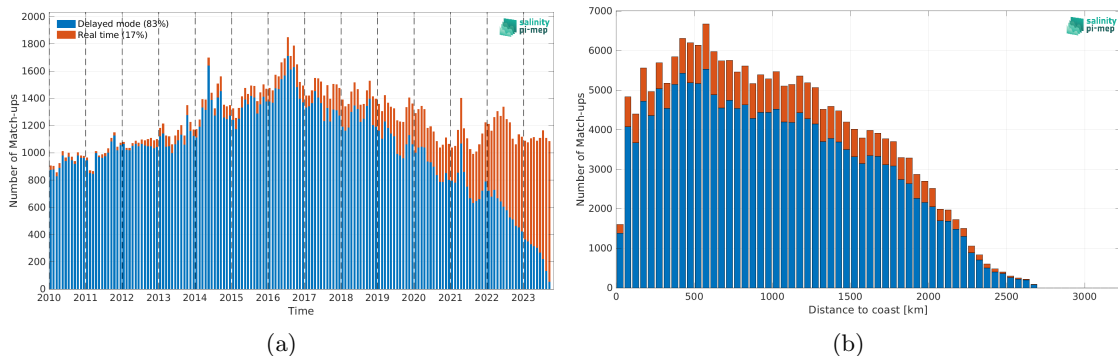 Delayed mode (83%)
Real time (17%)
salinity
pi-mep
Number of Match-ups
2000
1800
1600
1400
1200
1000
800
600
400
200
0
2010 2011 2012 2013 2014 2015 2016 2017 2018 2019 2020 2021 2022 2023
Time
(a)
salinity
pi-mep
Number of Match-ups
7000
6000
5000
4000
3000
2000
1000
0
0 500 1000 1500 2000 2500 3000
Distance to coast [km]
(b)